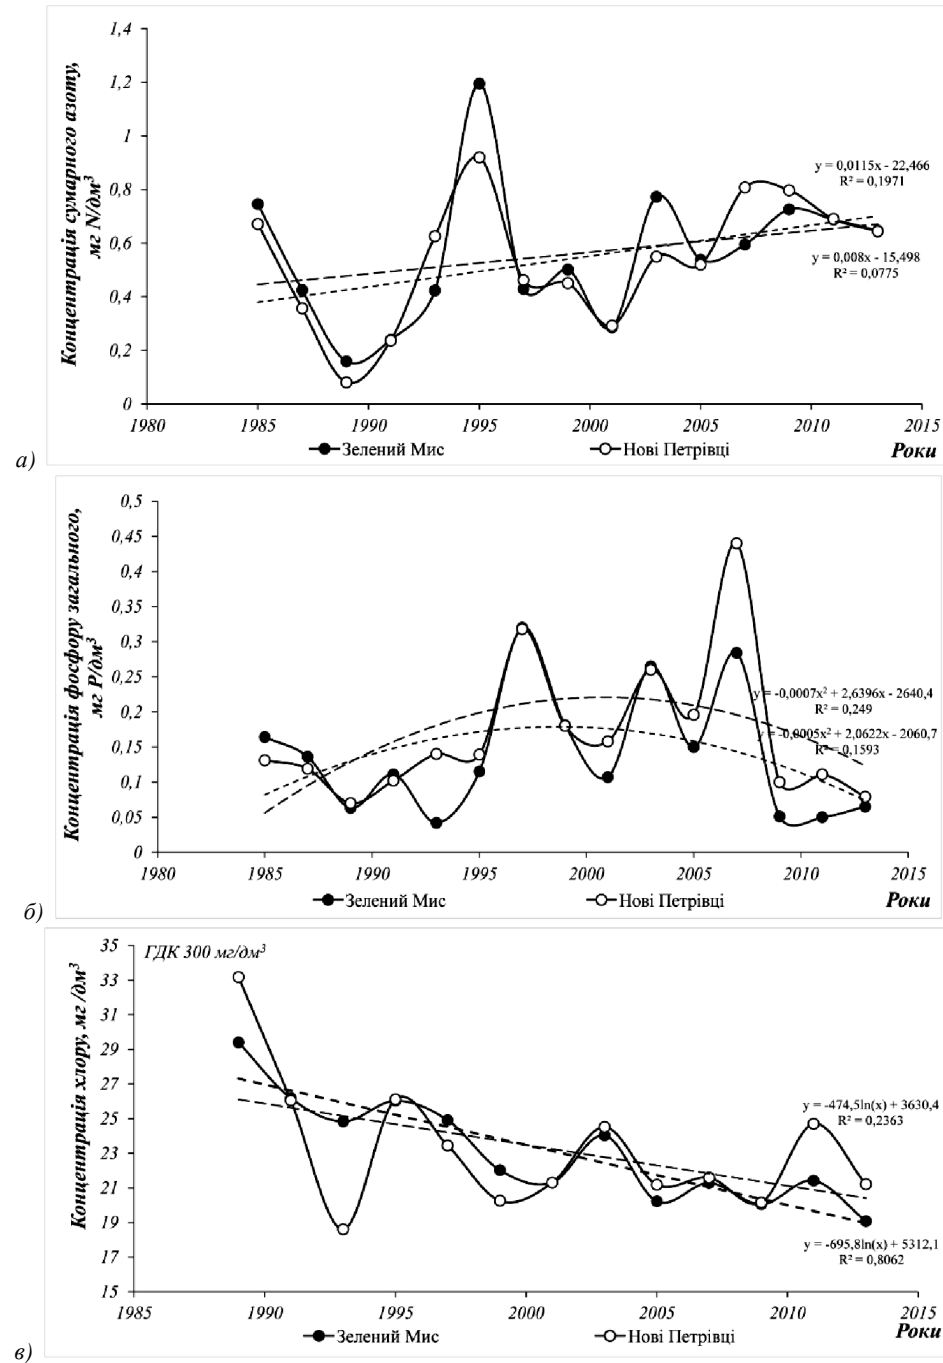 Концентрація сумарного азоту,
мг N/дм³
1,4
1,2
1
0,8
0,6
0,4
0,2
0
y = 0,0115x - 22,466
R² = 0,1971
y = 0,008x - 15,498
R² = 0,0775
1980 1985 1990 1995 2000 2005 2010 2015
Зелений Мис Нові Петрівці Роки
а)
Концентрація фосфору загального,
мг P/дм³
0,5
0,45
0,4
0,35
0,3
0,25
0,2
0,15
0,1
0,05
0
y = -0,0007x² + 2,6396x - 2640,4
R² = 0,249
y = -0,0005x² + 2,0622x - 2060,7
R² = 0,1593
1980 1985 1990 1995 2000 2005 2010 2015
Зелений Мис Нові Петрівці Роки
б)
Концентрація хлору, мг /дм³
ГДК 300 мг/дм³
35
33
31
29
27
25
23
21
19
17
15
y = -474,5ln(x) + 3630,4
R² = 0,2363
y = -695,8ln(x) + 5312,1
R² = 0,8062
1985 1990 1995 2000 2005 2010 2015
Зелений Мис Нові Петрівці Роки
в)